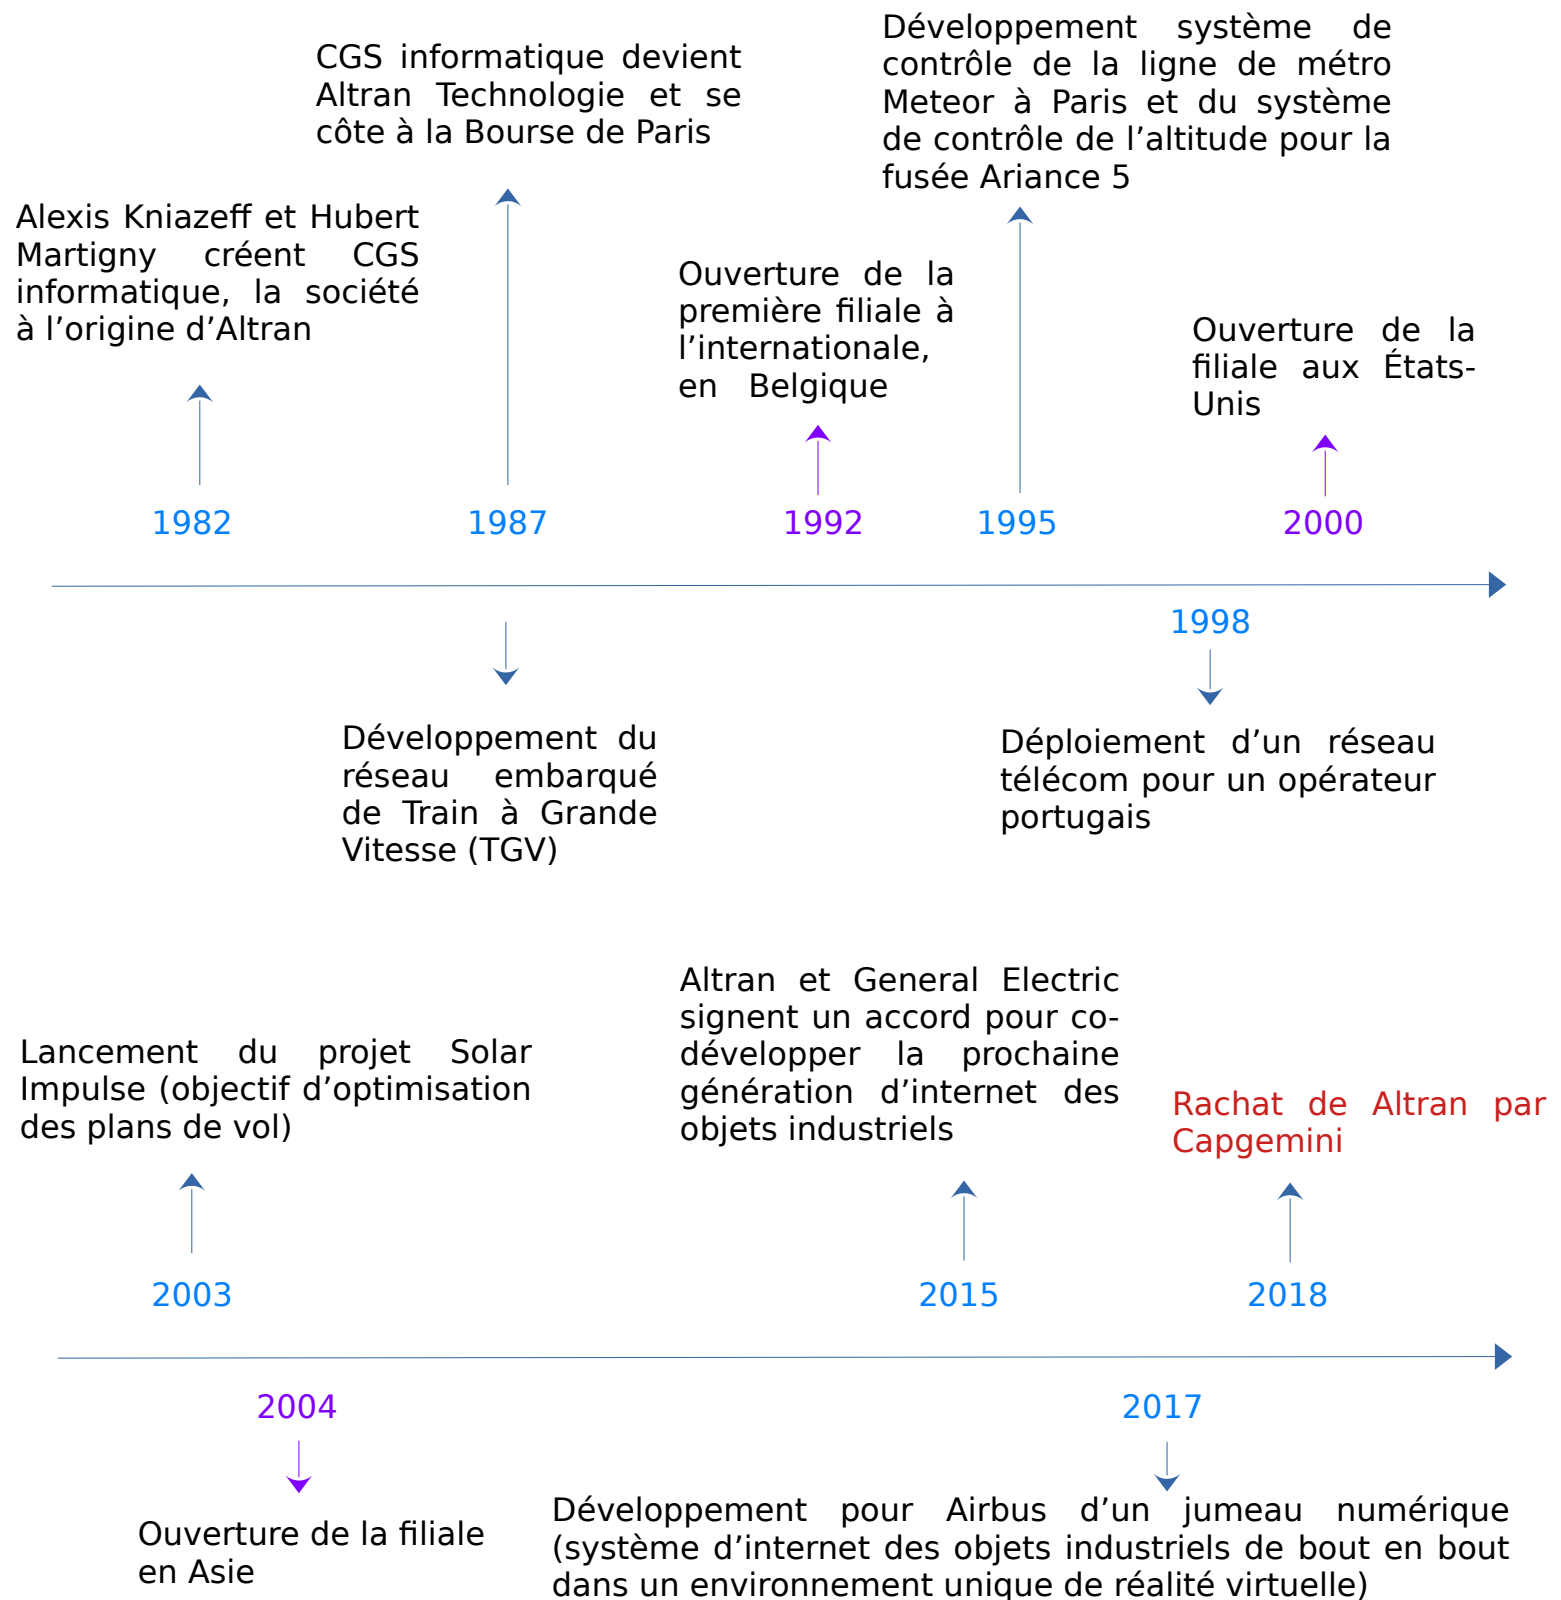 Alexis Kniazeff et Hubert
Martigny créent CGS
informatique, la société
à l’origine d’Altran
1982
CGS informatique devient
Altran Technologie et se
côte à la Bourse de Paris
1987
Développement du
réseau embarqué
de Train à Grande
Vitesse (TGV)
Ouverture de la
première filiale à
l’internationale,
en Belgique
1992
Développement système de
contrôle de la ligne de métro
Meteor à Paris et du système
de contrôle de l’altitude pour la
fusée Ariance 5
1995
1998
Déploiement d’un réseau
télécom pour un opérateur
portugais
Ouverture de la
filiale aux États-
Unis
2000
Lancement du projet Solar
Impulse (objectif d’optimisation
des plans de vol)
2003
2004
Ouverture de la filiale
en Asie
Altran et General Electric
signent un accord pour co-
développer la prochaine
génération d’internet des
objets industriels
2015
2017
Développement pour Airbus d’un jumeau numérique
(système d’internet des objets industriels de bout en bout
dans un environnement unique de réalité virtuelle)
Rachat de Altran par
Capgemini
2018